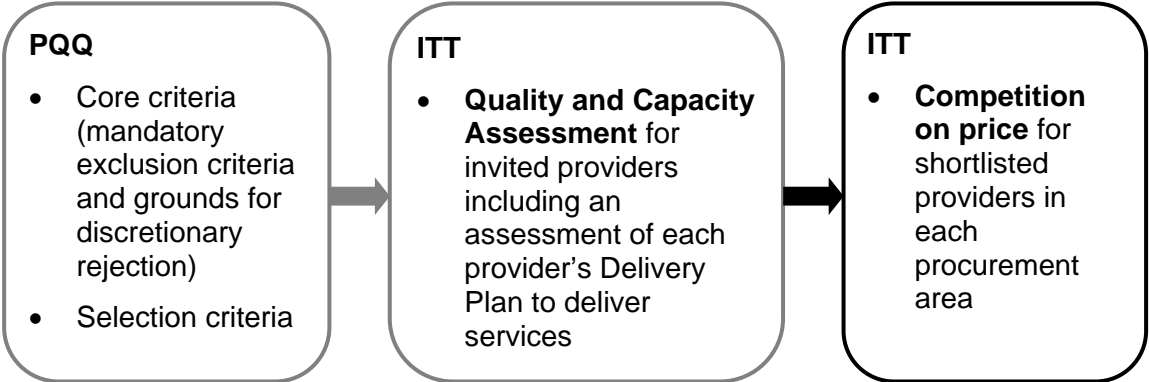 PQQ
• Core criteria
(mandatory
exclusion criteria
and grounds for
discretionary
rejection)
• Selection criteria
ITT
• Quality and Capacity
Assessment for
invited providers
including an
assessment of each
provider’s Delivery
Plan to deliver
services
ITT
• Competition
on price for
shortlisted
providers in
each
procurement
area